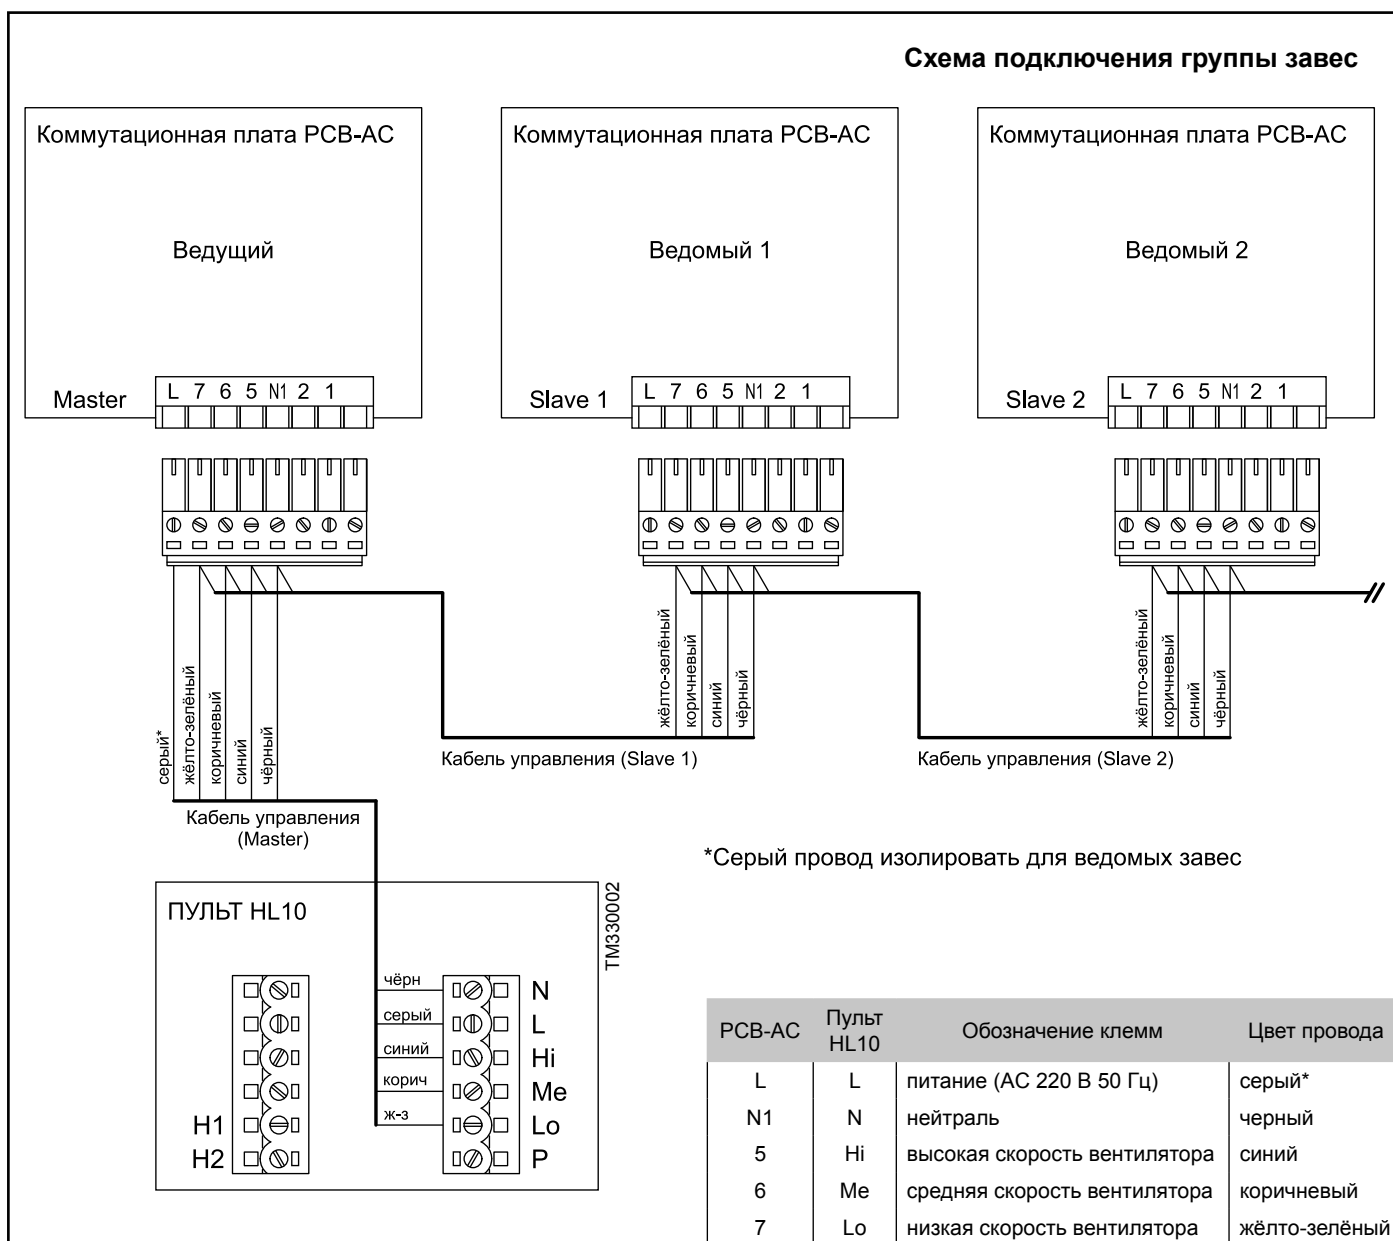 Схема подключения группы завес
Коммутационная плата PCB-AC
Коммутационная плата PCB-AC
Коммутационная плата PCB-AC
Ведущий
Ведомый 1
Ведомый 2
Master
L 7 6 5 N1 2 1
Slave 1
L 7 6 5 N1 2 1
Slave 2
L 7 6 5 N1 2 1
серый*
жёлто-зелёный
коричневый
синий
чёрный
жёлто-зелёный
коричневый
синий
чёрный
жёлто-зелёный
коричневый
синий
чёрный
Кабель управления (Slave 1)
Кабель управления (Slave 2)
Кабель управления
(Master)
*Серый провод изолировать для ведомых завес
ПУЛЬТ HL10
TM330002
чёрн N
серый L
синий Hi
корич Me
H1 ж-з Lo
H2 P
PCB-AC Пульт HL10 Обозначение клемм Цвет провода
L L питание (AC 220 В 50 Гц) серый*
N1 N нейтраль черный
5 Hi высокая скорость вентилятора синий
6 Me средняя скорость вентилятора коричневый
7 Lo низкая скорость вентилятора жёлто-зелёный